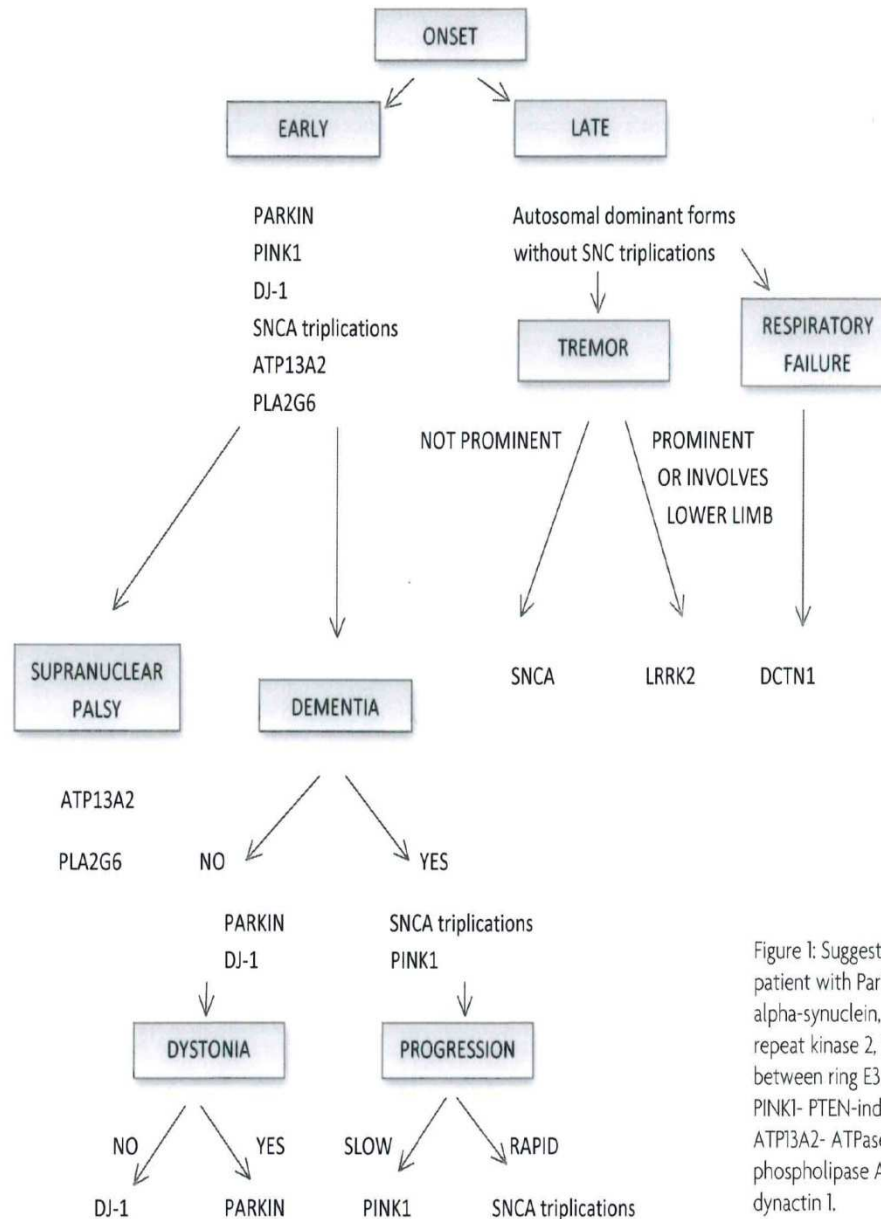 ONSET
EARLY
LATE
PARKIN
PINK1
DJ-1
SNCA triplications
ATP13A2
PLA2G6
Autosomal dominant forms
without SNC triplications
TREMOR
RESPIRATORY
FAILURE
NOT PROMINENT
PROMINENT
OR INVOLVES
LOWER LIMB
SUPRANUCLEAR
PALSY
DEMENTIA
SNCA
LRRK2
DCTN1
ATP13A2
PLA2G6
NO
YES
PARKIN
DJ-1
SNCA triplications
PINK1
DYSTONIA
PROGRESSION
NO
YES
SLOW
RAPID
DJ-1
PARKIN
PINK1
SNCA triplications
Figure 1: Suggest
patient with Par
alpha-synuclein,
repeat kinase 2,
between ring E3
PINK1- PTEN-ind
ATP13A2- ATPase
phospholipase A
dynactin 1.